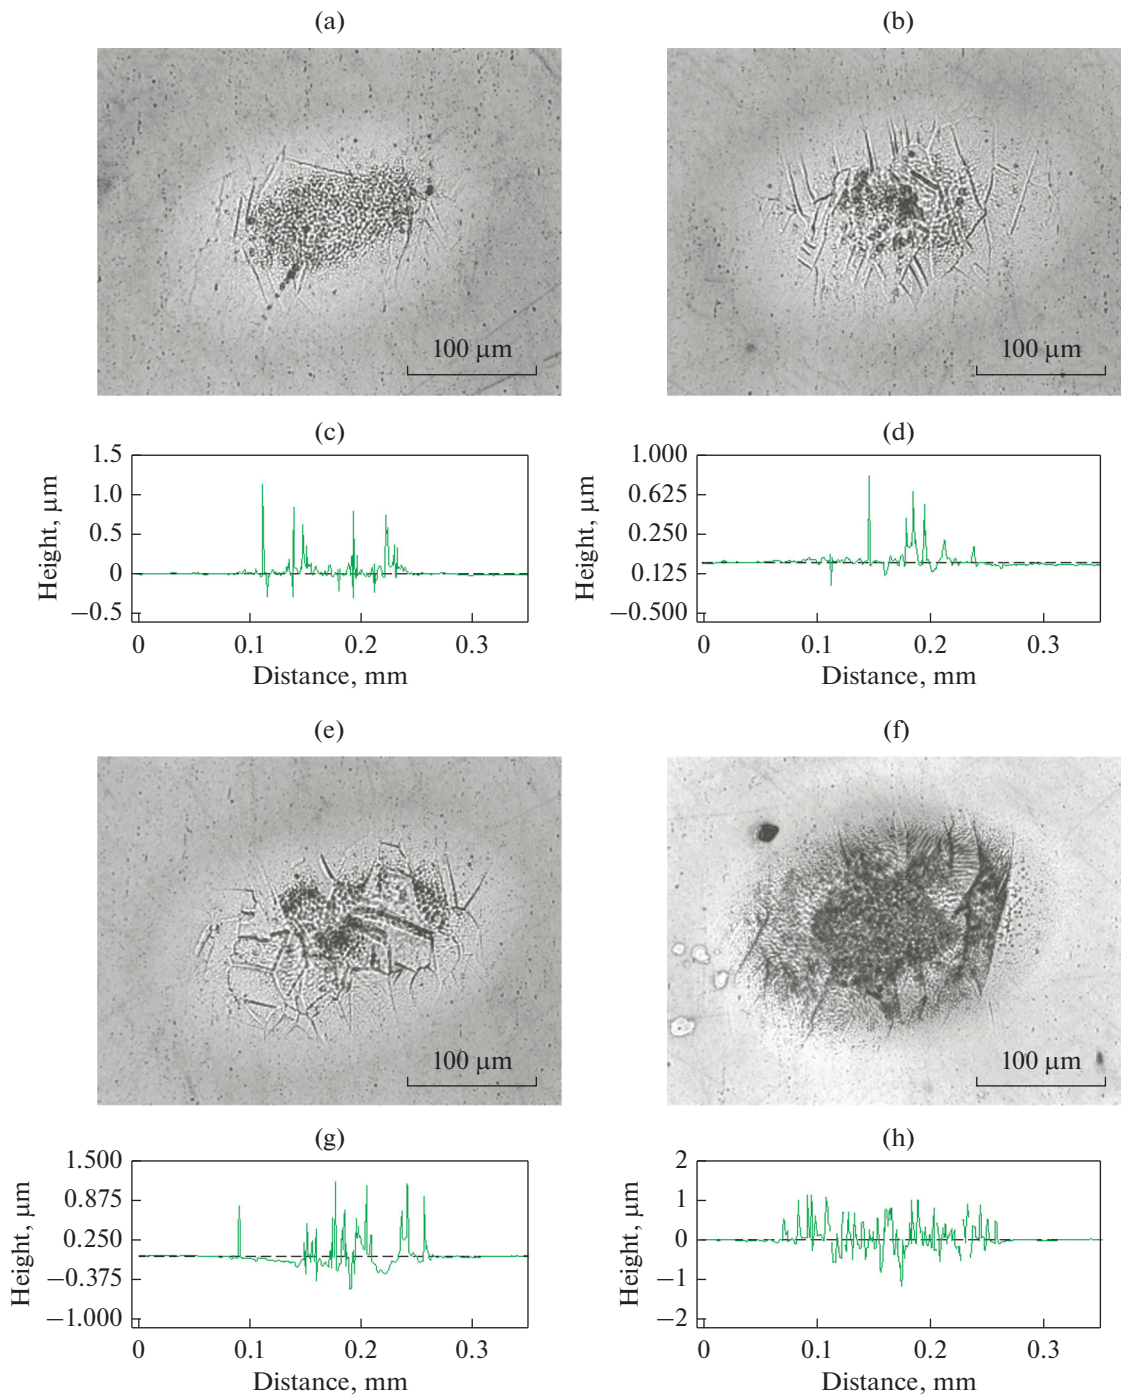 (a)
(b)
100 μm
100 μm
(c)
(d)
1.5
1.0
0.5
0
−0.5
Height, μm
0
0.1
0.2
0.3
Distance, mm
1.000
0.625
0.250
0.125
−0.500
Height, μm
0
0.1
0.2
0.3
Distance, mm
(e)
(f)
100 μm
100 μm
(g)
(h)
1.500
0.875
0.250
−0.375
−1.000
Height, μm
0
0.1
0.2
0.3
Distance, mm
2
1
0
−1
−2
Height, μm
0
0.1
0.2
0.3
Distance, mm